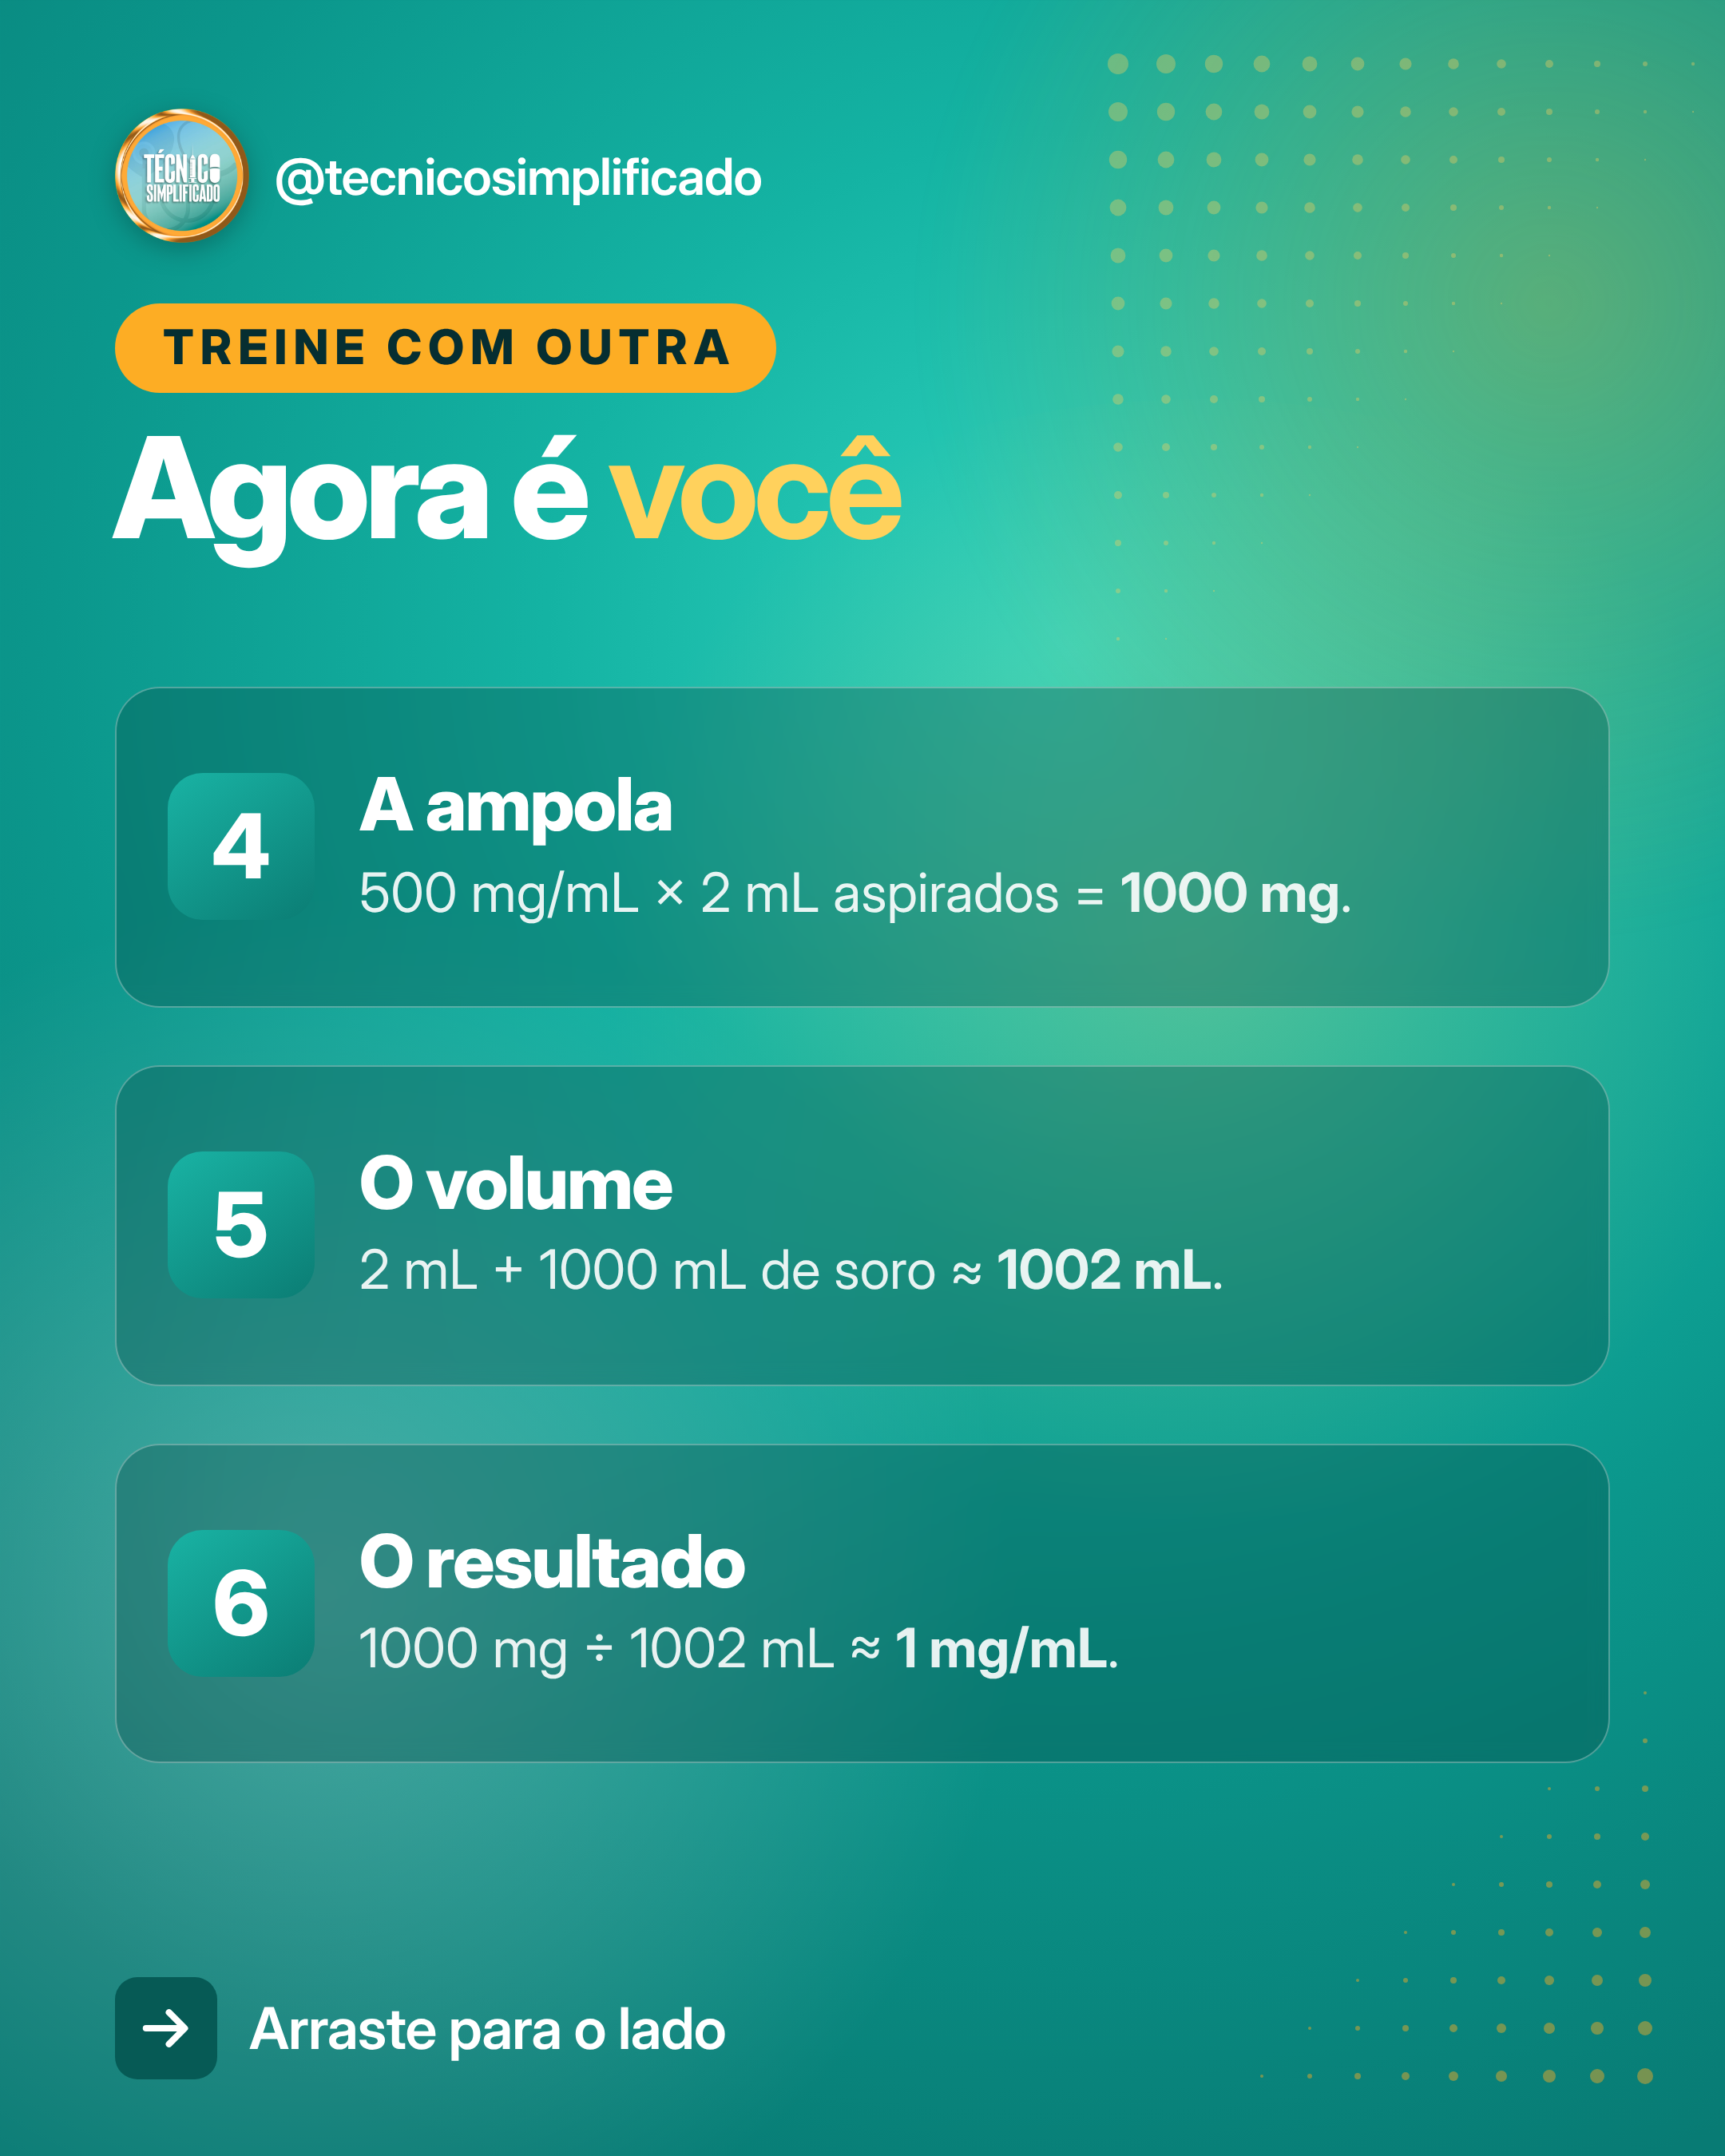 TÉCNICO
SIMPLIFICADO
@tecnicosimplificado
TREINE COM OUTRA
Agora é você
4
A ampola
500 mg/mL × 2 mL aspirados = 1000 mg.
5
O volume
2 mL + 1000 mL de soro ≈ 1002 mL.
6
O resultado
1000 mg ÷ 1002 mL ≈ 1 mg/mL.
Arraste para o lado